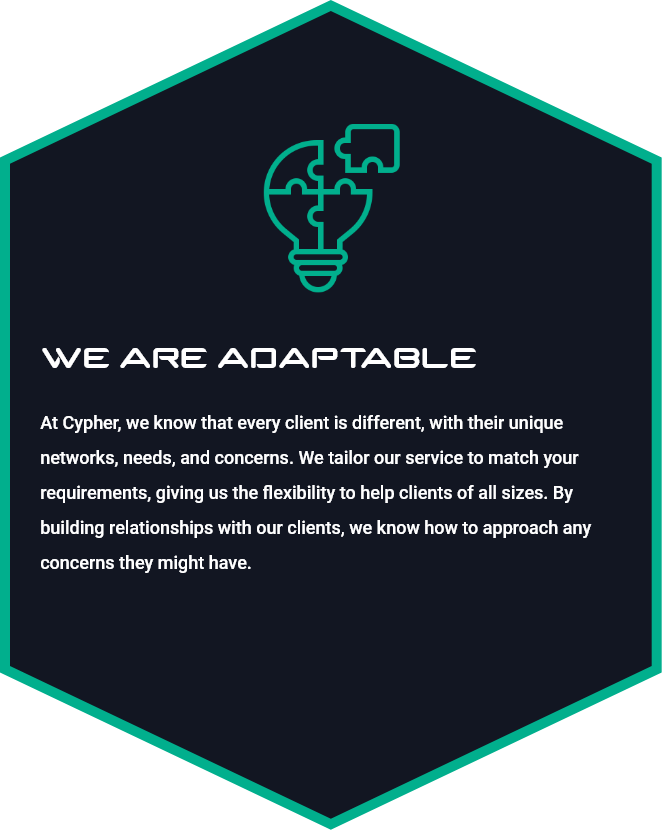 WE ARE ADAPTABLE
At Cypher, we know that every client is different, with their unique
networks, needs, and concerns. We tailor our service to match your
requirements, giving us the flexibility to help clients of all sizes. By
building relationships with our clients, we know how to approach any
concerns they might have.